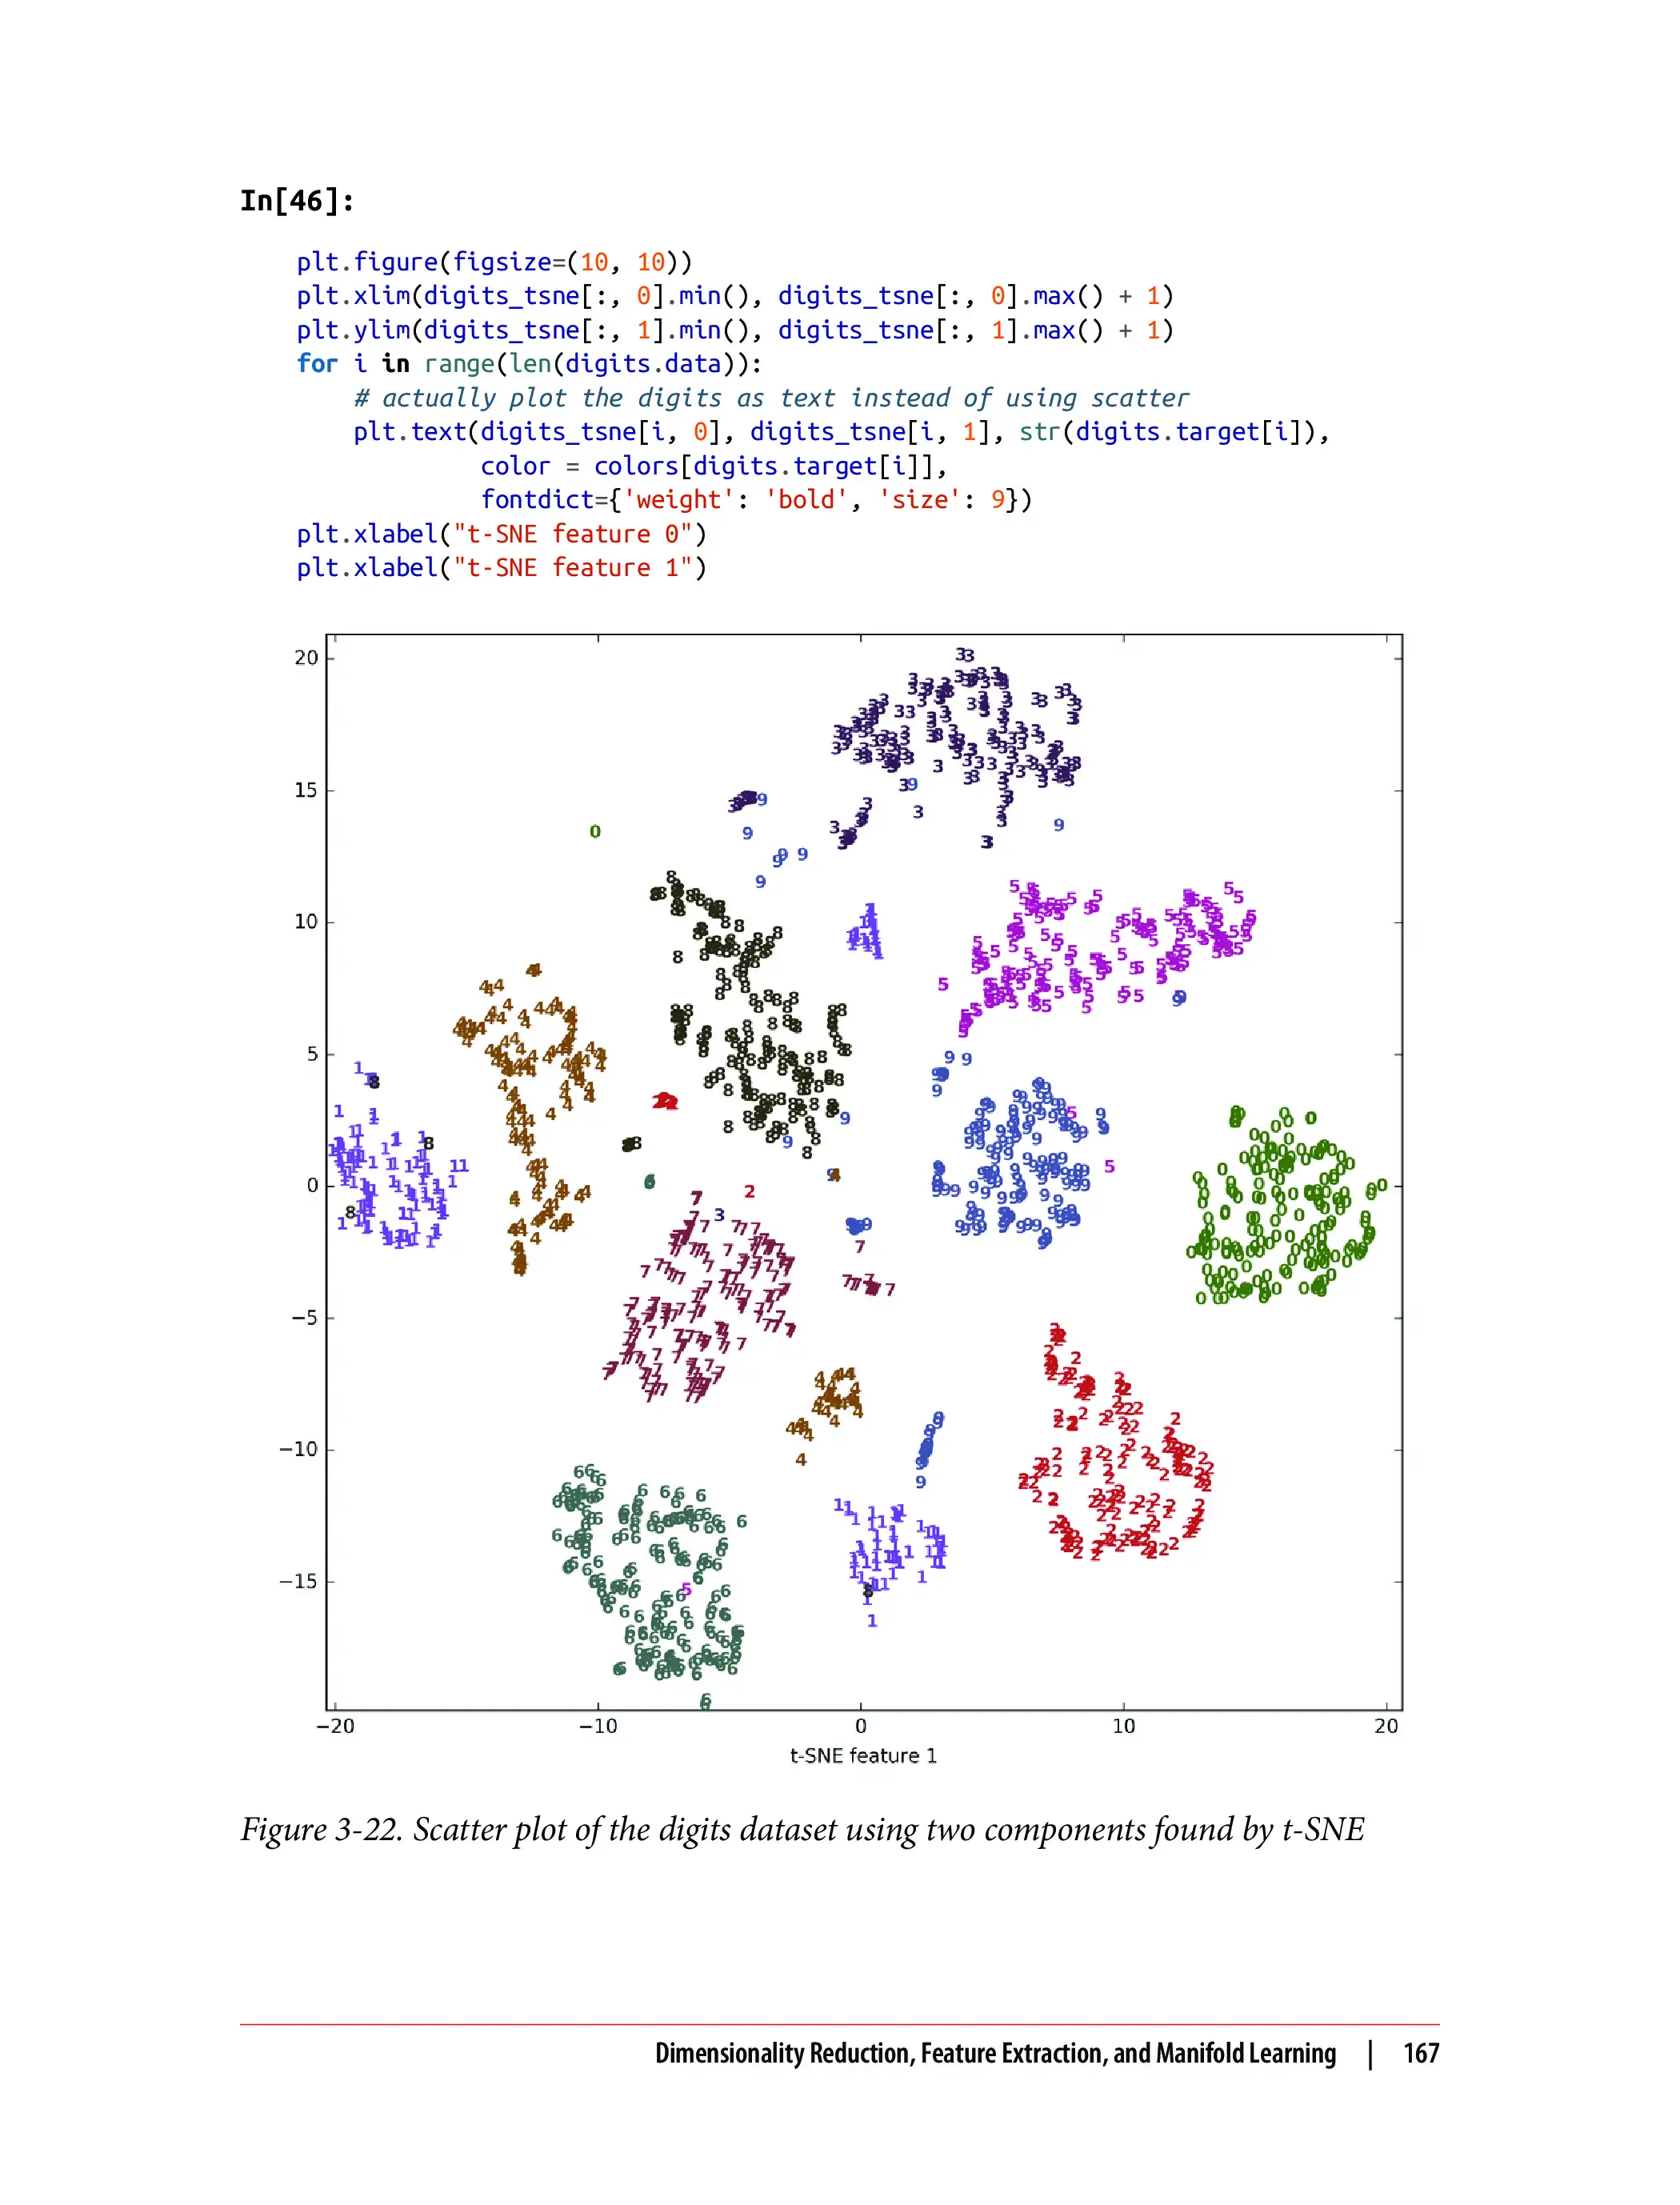 In[46]:
plt.figure(figsize=(10, 10))
plt.xlim(digits_tsne[:, 0].min(), digits_tsne[:, 0].max() + 1)
plt.ylim(digits_tsne[:, 1].min(), digits_tsne[:, 1].max() + 1)
for i in range(len(digits.data)):
    # actually plot the digits as text instead of using scatter
    plt.text(digits_tsne[i, 0], digits_tsne[i, 1], str(digits.target[i]),
             color = colors[digits.target[i]],
             fontdict={'weight': 'bold', 'size': 9})
plt.xlabel("t-SNE feature 0")
plt.xlabel("t-SNE feature 1")
20
15
10
5
0
−5
−10
−15
−20 −10 0 10 20
t-SNE feature 1
Figure 3-22. Scatter plot of the digits dataset using two components found by t-SNE
Dimensionality Reduction, Feature Extraction, and Manifold Learning | 167